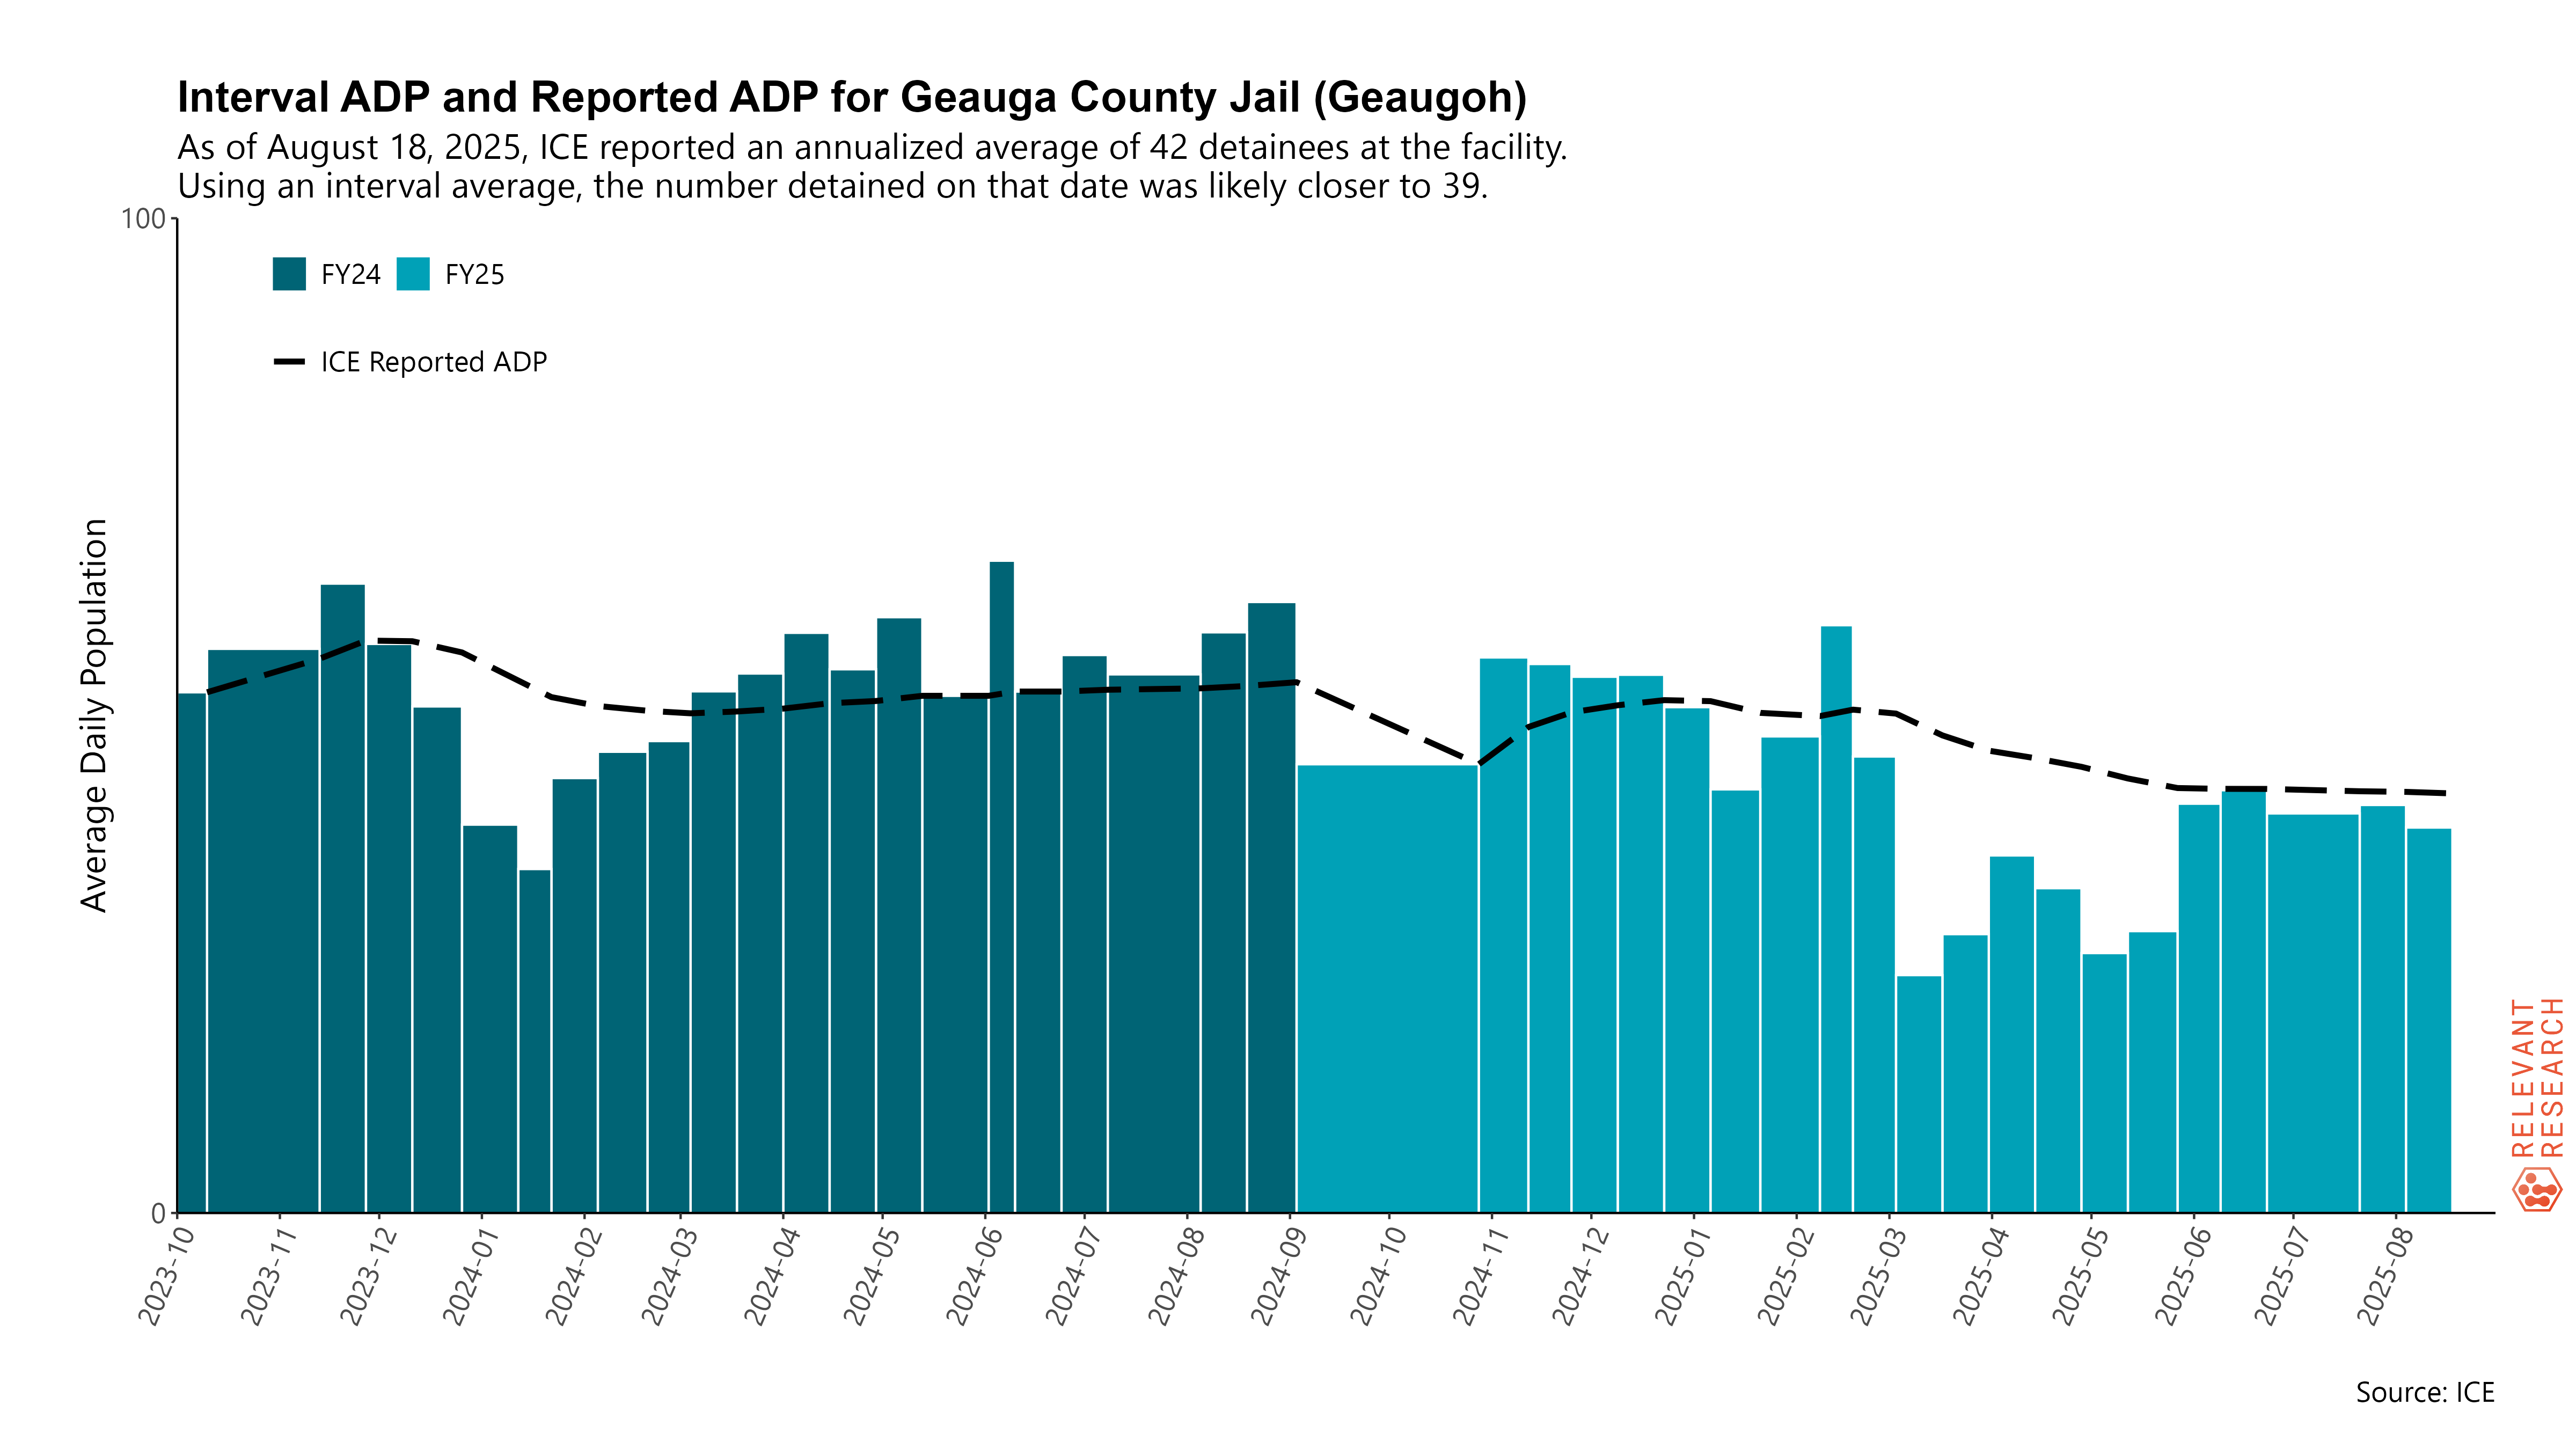 Interval ADP and Reported ADP for Geauga County Jail (Geaugoh)
As of August 18, 2025, ICE reported an annualized average of 42 detainees at the facility.
Using an interval average, the number detained on that date was likely closer to 39.
100
FY24 FY25
ICE Reported ADP
Average Daily Population
0
2023-10 2023-11 2023-12 2024-01 2024-02 2024-03 2024-04 2024-05 2024-06 2024-07 2024-08 2024-09 2024-10 2024-11 2024-12 2025-01 2025-02 2025-03 2025-04 2025-05 2025-06 2025-07 2025-08
RELEVANT
RESEARCH
Source: ICE